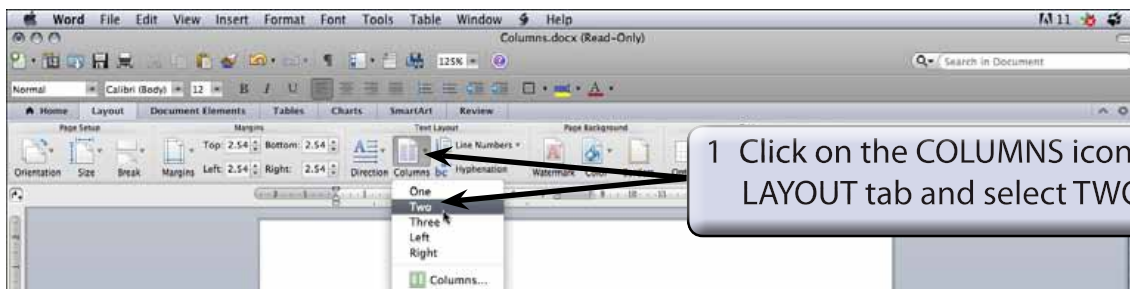 Word File Edit View Insert Format Font Tools Table Window Help 11
Columns.docx (Read-Only)
125% Search in Document
Normal Calibri (Body) 12 B I U A
Home Layout Document Elements Tables Charts SmartArt Review
Page Setup Margins Text Layout Page Background
Top: 2.54 Bottom: 2.54 Line Numbers
Left: 2.54 Right: 2.54 Hyphenation
Orientation Size Break Margins Direction Columns Watermark Color
One
Two
Three
Left
Right
Columns...
1 Click on the COLUMNS icon
LAYOUT tab and select TWO